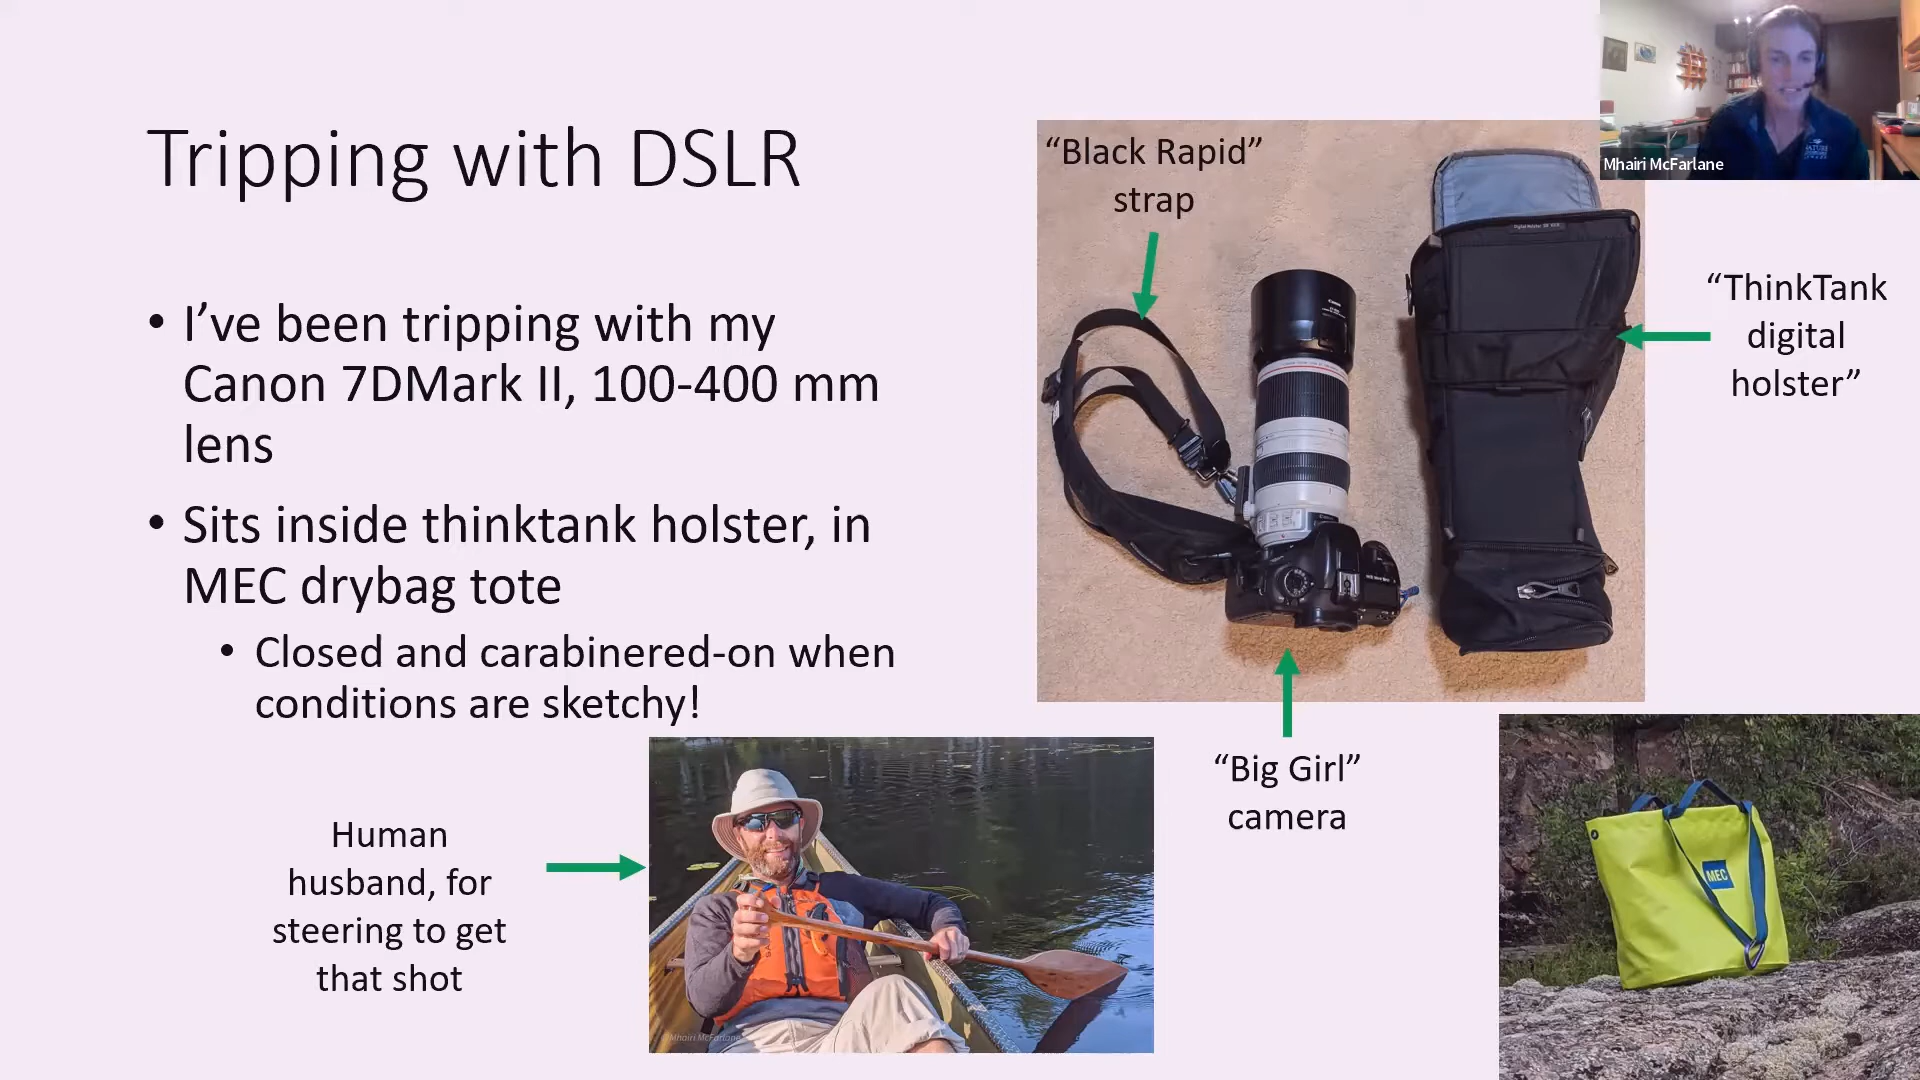 Tripping with DSLR
• I’ve been tripping with my
Canon 7DMark II, 100-400 mm
lens
• Sits inside thinktank holster, in
MEC drybag tote
• Closed and carabinered-on when
conditions are sketchy!
Human
husband, for
steering to get
that shot
“Black Rapid”
strap
“ThinkTank
digital
holster”
“Big Girl”
camera
Mhairi McFarlane
MEC
©Mhairi McFarlane